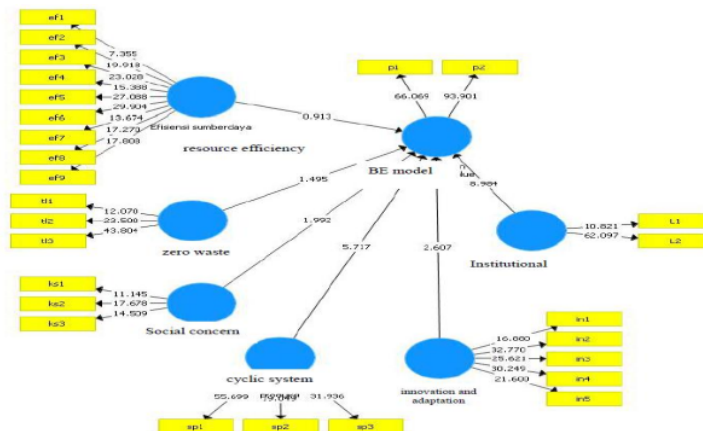 ef1
ef2
ef3
ef4
ef5
ef6
ef7
ef8
ef9
7.355
19.918
23.028
15.388
27.088
29.904
13.674
17.270
17.808
Efisiensi sumberdaya
resource efficiency
0.913
p1
p2
66.069
93.901
BE model
8.984
tl1
tl2
tl3
12.070
23.500
43.804
zero waste
1.495
ks1
ks2
ks3
11.145
17.678
14.509
Social concern
1.992
5.717
2.607
Institutional
10.821
62.097
L1
L2
cyclic system
55.699
31.936
sp1
sp2
sp3
innovation and
adaptation
in1
in2
in3
in4
in5
32.770
25.621
30.249
21.600